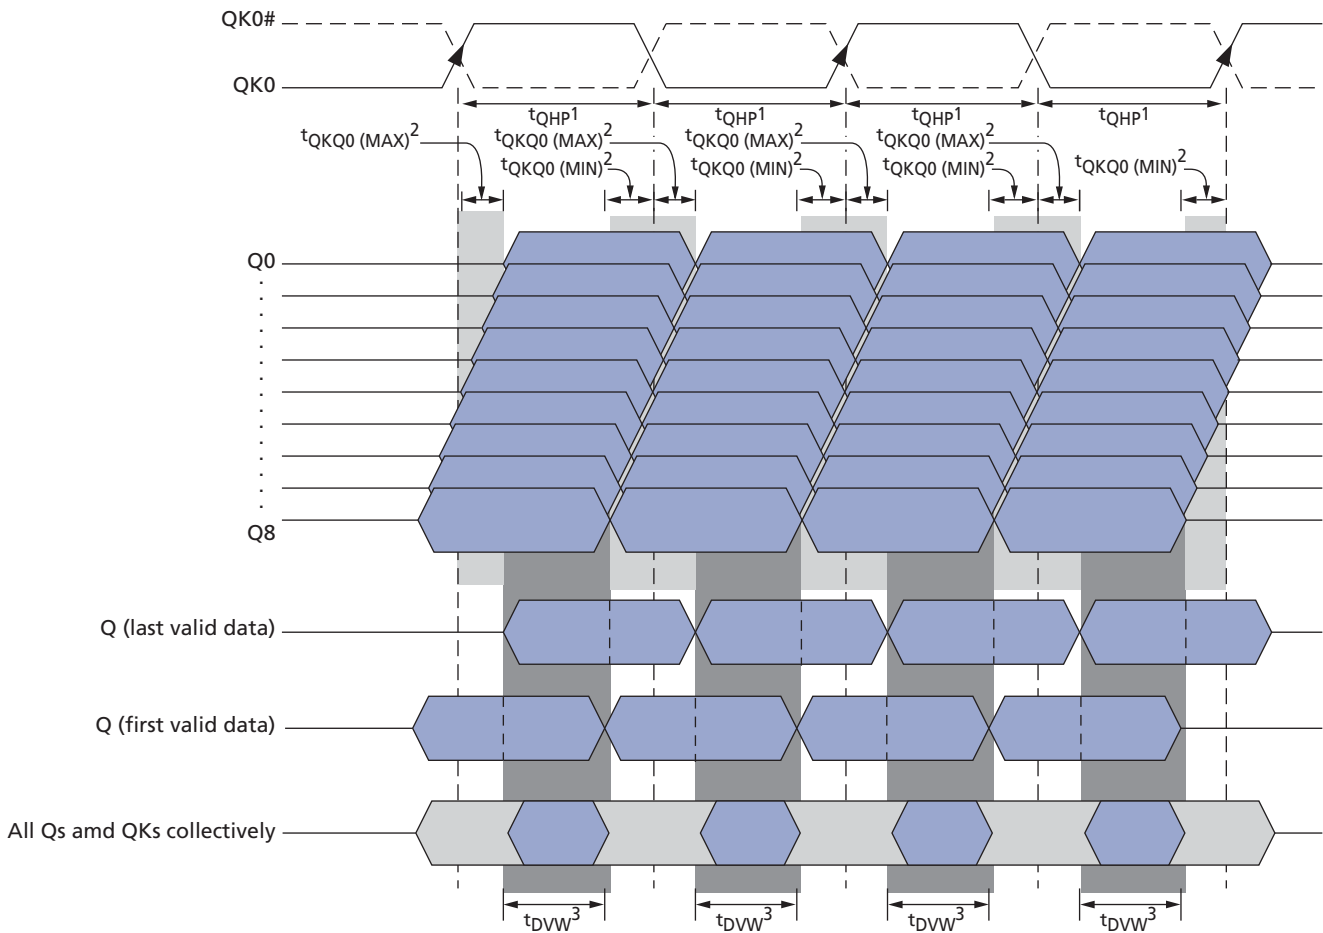 QK0#
QK0
tQHP1 tQHP1 tQHP1 tQHP1
tQKQ0 (MAX)2 tQKQ0 (MAX)2 tQKQ0 (MAX)2 tQKQ0 (MAX)2
tQKQ0 (MIN)2 tQKQ0 (MIN)2 tQKQ0 (MIN)2 tQKQ0 (MIN)2
Q0
Q8
Q (last valid data)
Q (first valid data)
All Qs amd QKs collectively
tDVW3 tDVW3 tDVW3 tDVW3